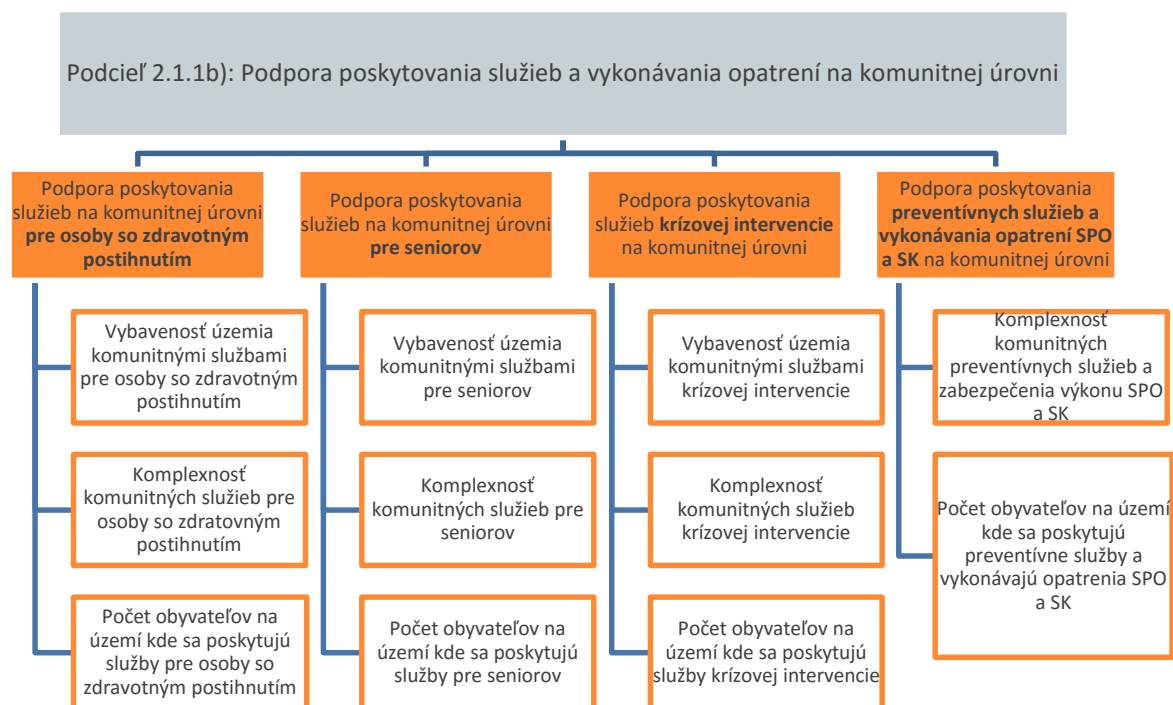 Podcieľ 2.1.1b): Podpora poskytovania služieb a vykonávania opatrení na komunitnej úrovni
Podpora poskytovania
služieb na komunitnej úrovni
pre osoby so zdravotným
postihnutím
Vybavenosť územia
komunitnými službami
pre osoby so zdravotným
postihnutím
Komplexnosť
komunitných služieb pre
osoby so zdratovným
postihnutím
Počet obyvateľov na
území kde sa poskytujú
služby pre osoby so
zdravotným postihnutím
Podpora poskytovania
služieb na komunitnej úrovni
pre seniorov
Vybavenosť územia
komunitnými službami
pre seniorov
Komplexnosť
komunitných služieb pre
seniorov
Počet obyvateľov na
území kde sa poskytujú
služby pre seniorov
Podpora poskytovania
služieb krízovej intervencie
na komunitnej úrovni
Vybavenosť územia
komunitnými službami
krízovej intervencie
Komplexnosť
komunitných služieb
krízovej intervencie
Počet obyvateľov na
území kde sa poskytujú
služby krízovej intervencie
Podpora poskytovania
preventívnych služieb a
vykonávania opatrení SPO
a SK na komunitnej úrovni
Komplexnosť
komunitných
preventívnych služieb a
zabezpečenia výkonu SPO
a SK
Počet obyvateľov na území
kde sa poskytujú
preventívne služby a
vykonávajú opatrenia SPO
a SK